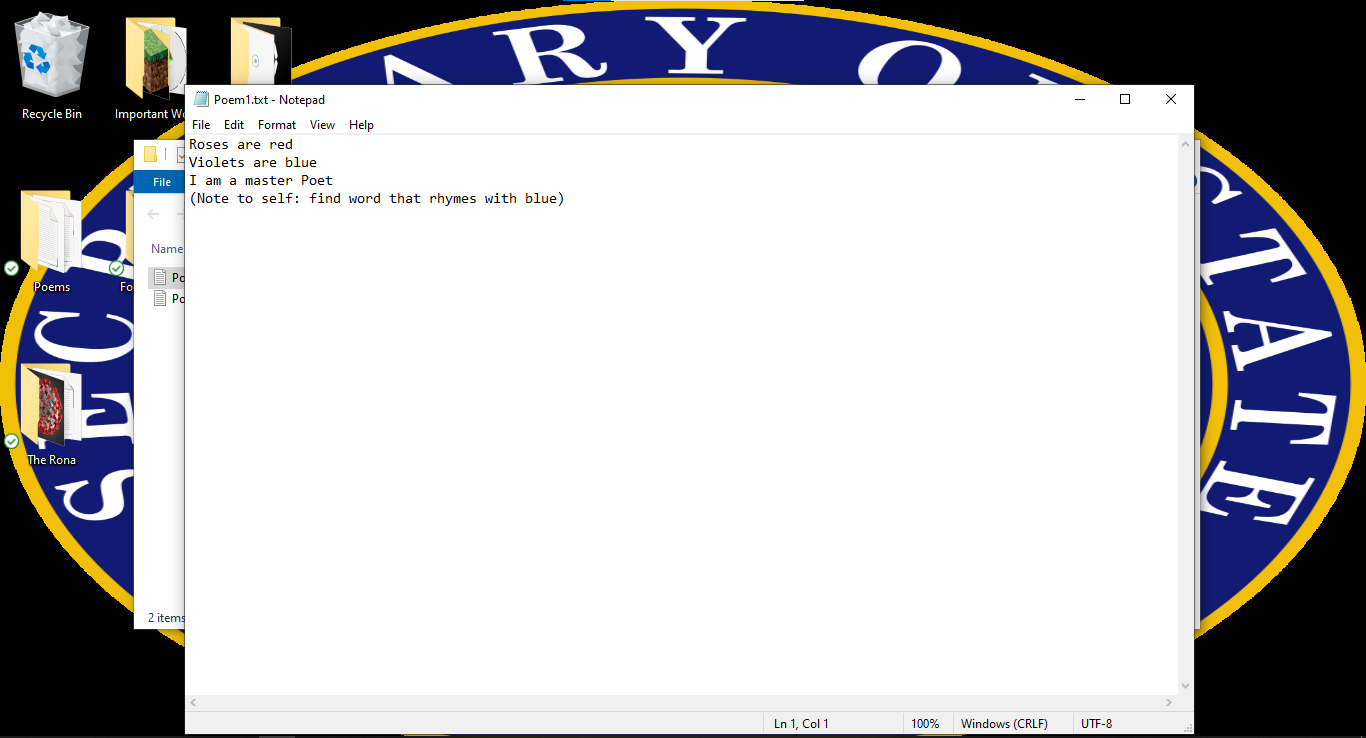 Recycle Bin
Important Wo
Poem1.txt - Notepad
File Edit Format View Help
Roses are red
Violets are blue
I am a master Poet
(Note to self: find word that rhymes with blue)
File
Name
Po
Po
2 items
Poems
Fo
The Rona
Ln 1, Col 1 100% Windows (CRLF) UTF-8
SEC
ARY O
STATE